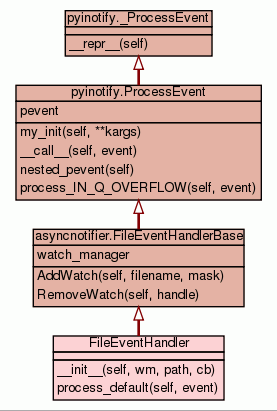 pyinotify._ProcessEvent
__repr__(self)
pyinotify.ProcessEvent
pevent
my_init(self, **kargs)
__call__(self, event)
nested_pevent(self)
process_IN_Q_OVERFLOW(self, event)
asyncnotifier.FileEventHandlerBase
watch_manager
AddWatch(self, filename, mask)
RemoveWatch(self, handle)
FileEventHandler
__init__(self, wm, path, cb)
process_default(self, event)